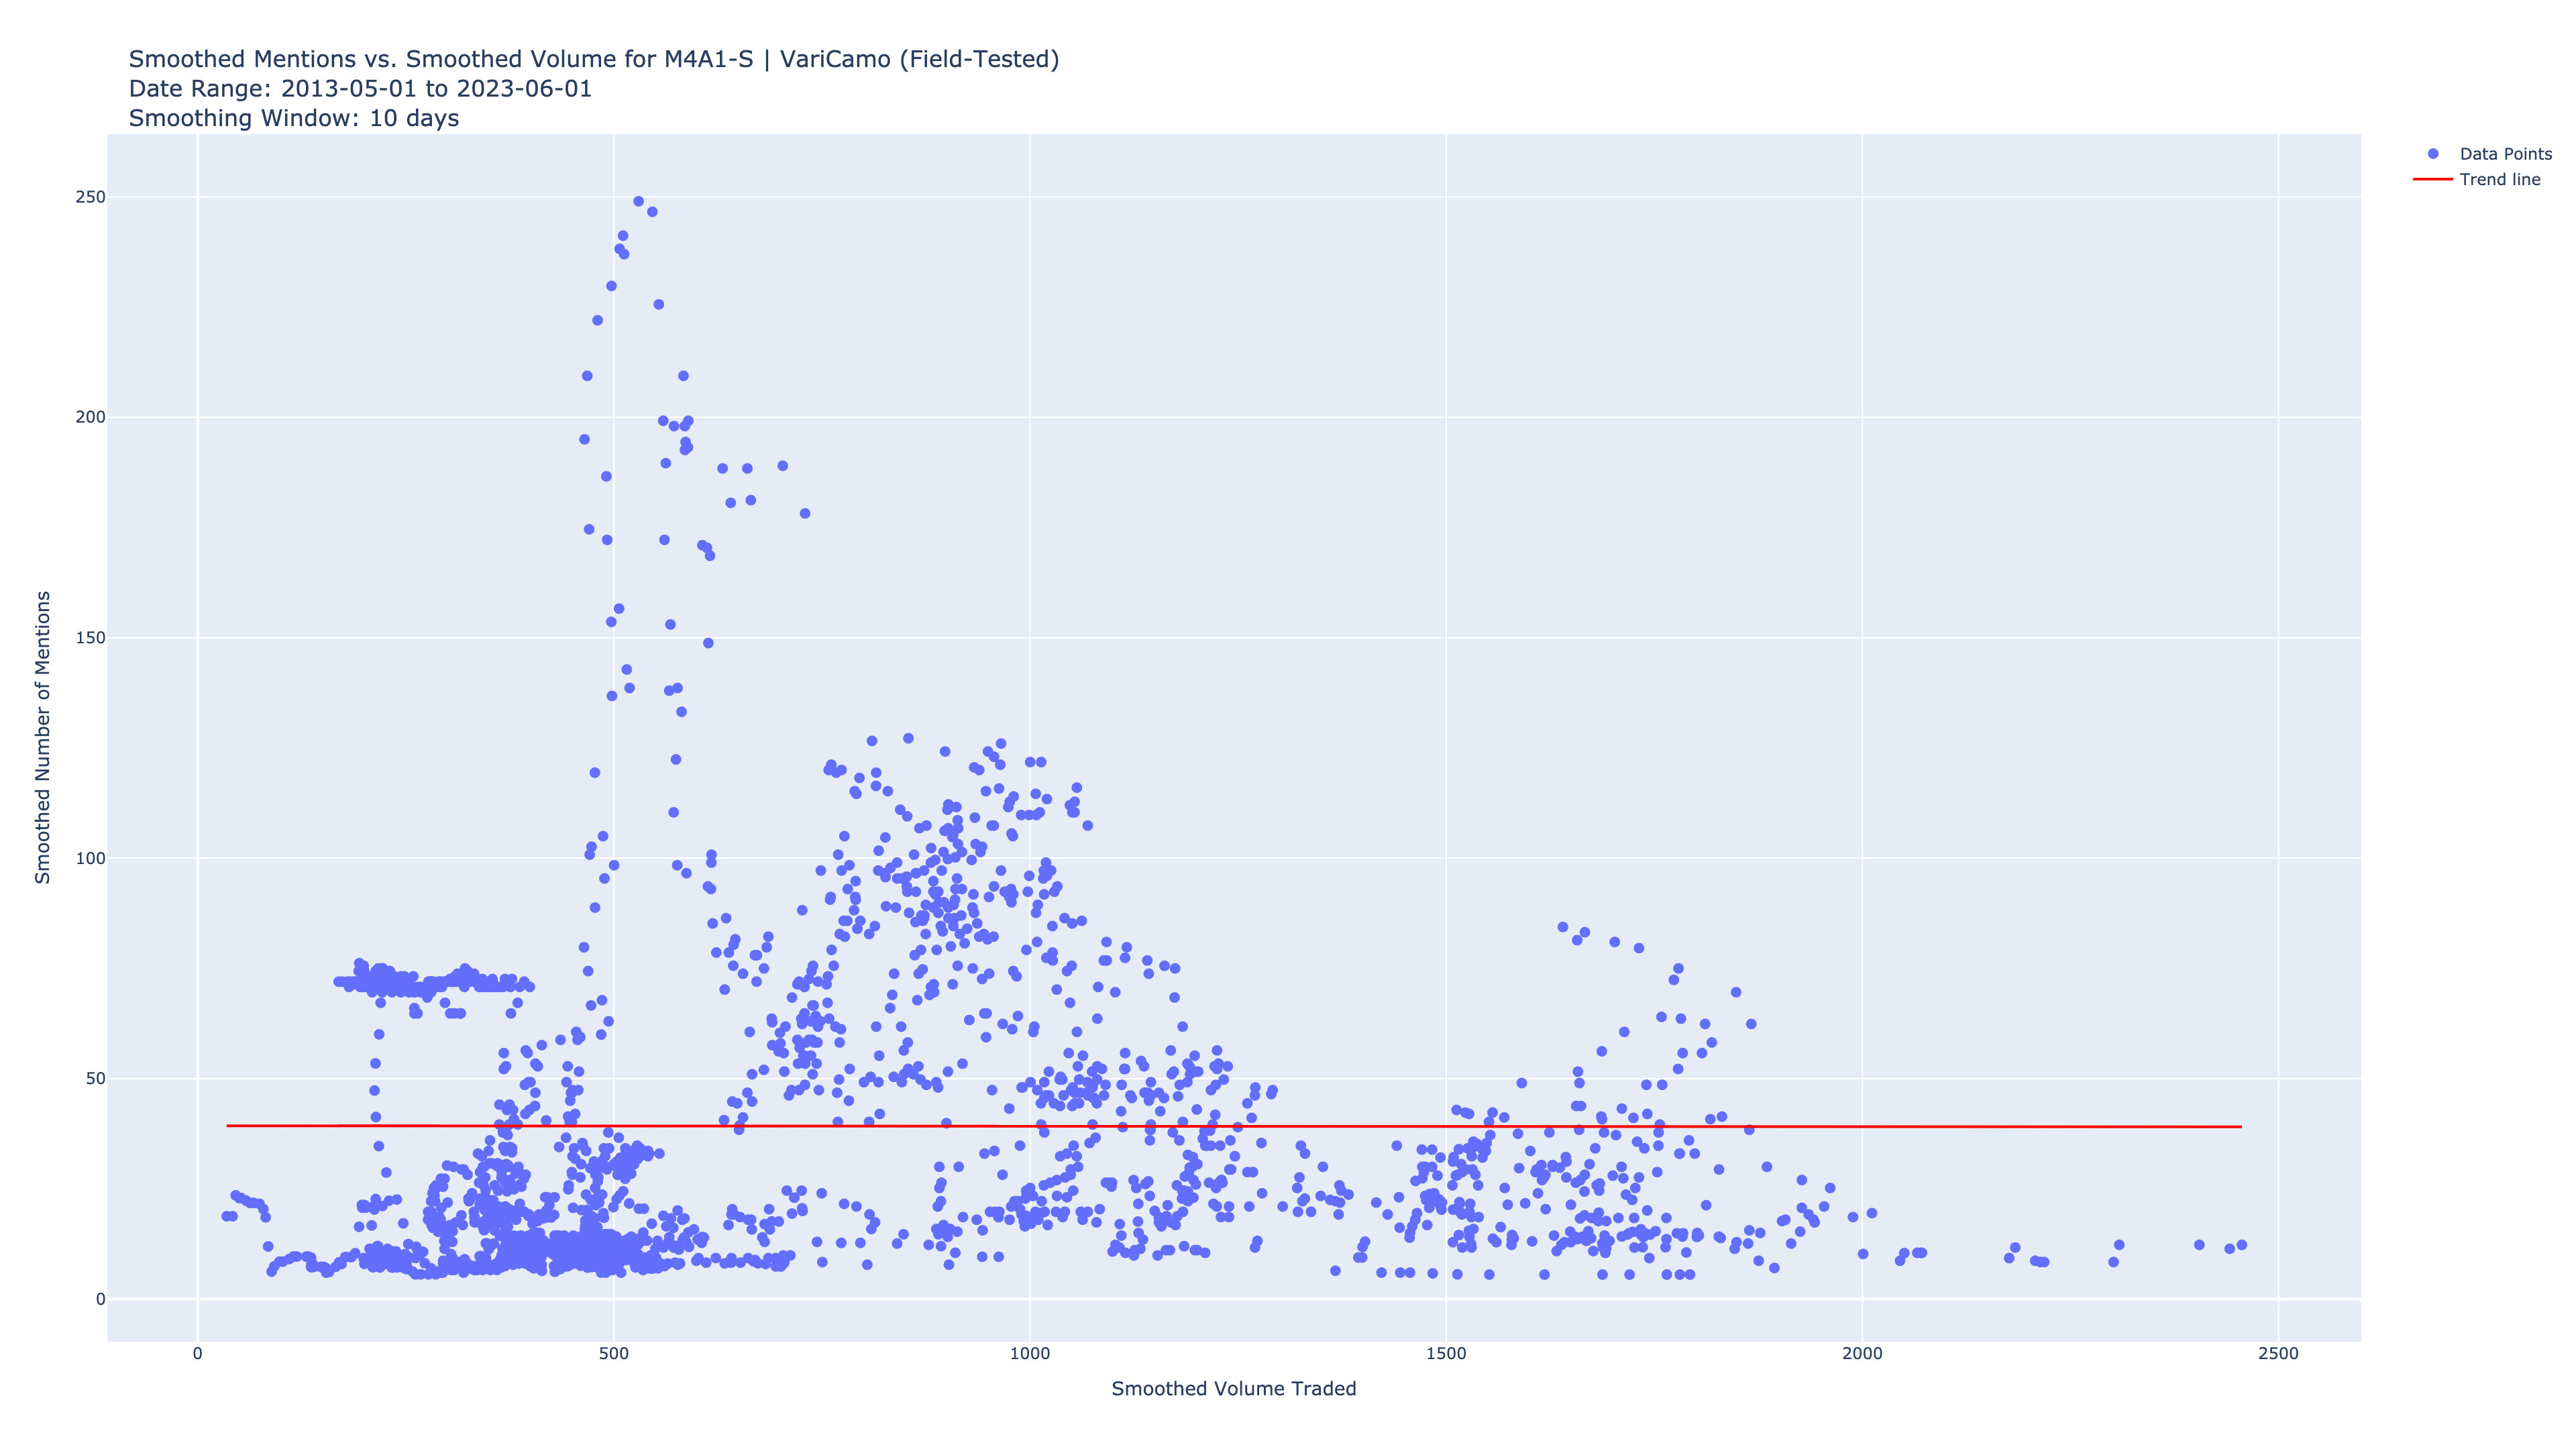 Smoothed Mentions vs. Smoothed Volume for M4A1-S | VariCamo (Field-Tested)
Date Range: 2013-05-01 to 2023-06-01
Smoothing Window: 10 days
Data Points
Trend line
250
200
150
100
50
0
Smoothed Number of Mentions
0
500
1000
1500
2000
2500
Smoothed Volume Traded